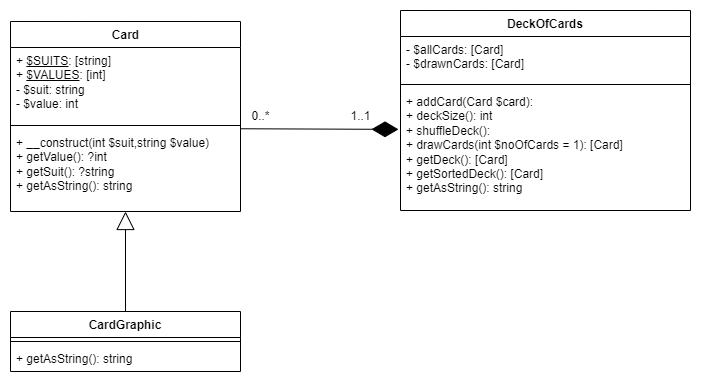 Card
+ $SUITS: [string]
+ $VALUES: [int]
- $suit: string
- $value: int
+ __construct(int $suit,string $value)
+ getValue(): ?int
+ getSuit(): ?string
+ getAsString(): string
0..*
1..1
DeckOfCards
- $allCards: [Card]
- $drawnCards: [Card]
+ addCard(Card $card):
+ deckSize(): int
+ shuffleDeck():
+ drawCards(int $noOfCards = 1): [Card]
+ getDeck(): [Card]
+ getSortedDeck(): [Card]
+ getAsString(): string
CardGraphic
+ getAsString(): string